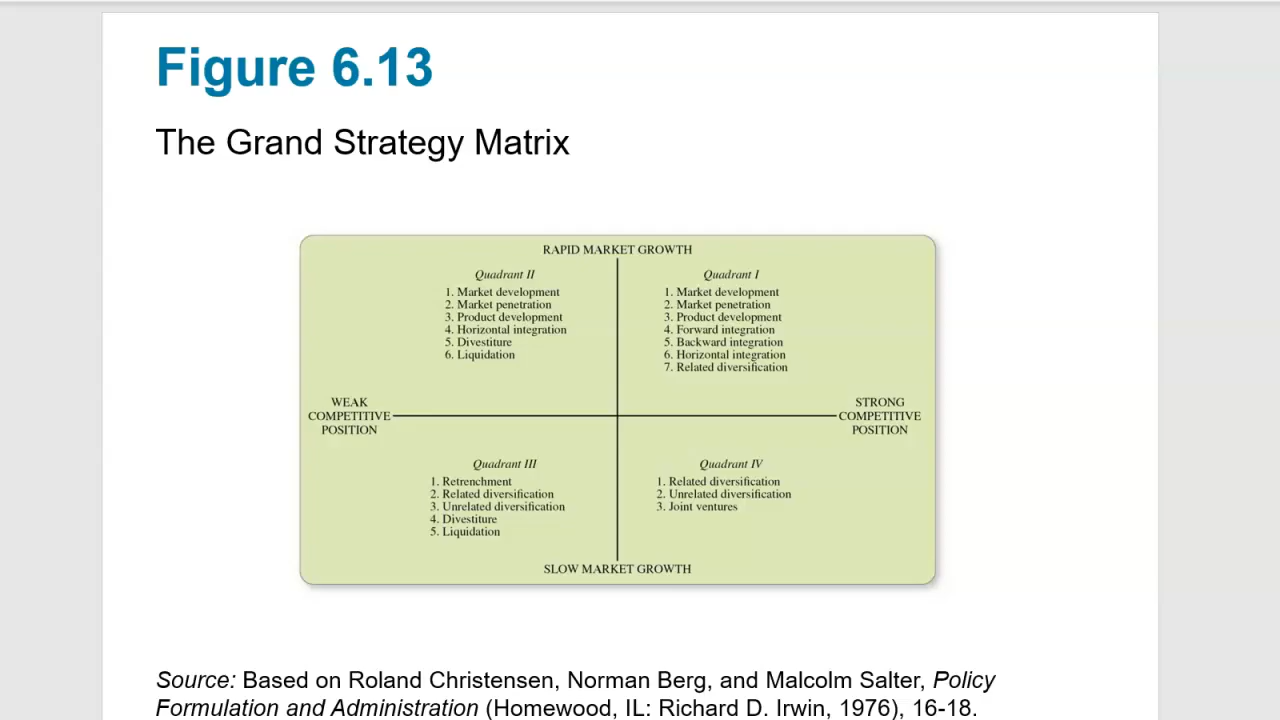 Figure 6.13
The Grand Strategy Matrix
RAPID MARKET GROWTH
Quadrant II
1. Market development
2. Market penetration
3. Product development
4. Horizontal integration
5. Divestiture
6. Liquidation
Quadrant I
1. Market development
2. Market penetration
3. Product development
4. Forward integration
5. Backward integration
6. Horizontal integration
7. Related diversification
WEAK
COMPETITIVE
POSITION
STRONG
COMPETITIVE
POSITION
Quadrant III
1. Retrenchment
2. Related diversification
3. Unrelated diversification
4. Divestiture
5. Liquidation
Quadrant IV
1. Related diversification
2. Unrelated diversification
3. Joint ventures
SLOW MARKET GROWTH
Source: Based on Roland Christensen, Norman Berg, and Malcolm Salter, Policy
Formulation and Administration (Homewood, IL: Richard D. Irwin, 1976), 16-18.